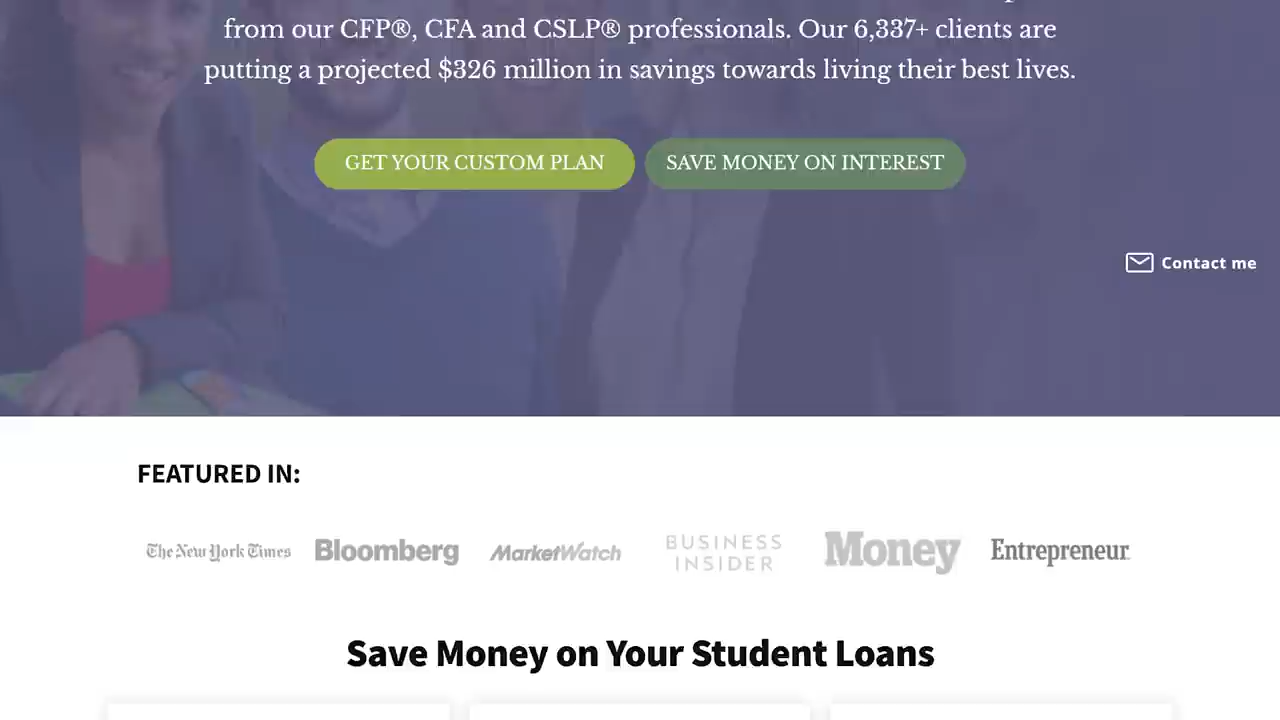 from our CFP®, CFA and CSLP® professionals. Our 6,337+ clients are
putting a projected $326 million in savings towards living their best lives.
GET YOUR CUSTOM PLAN
SAVE MONEY ON INTEREST
Contact me
FEATURED IN:
The New York Times
Bloomberg
MarketWatch
BUSINESS
INSIDER
Money
Entrepreneur
Save Money on Your Student Loans